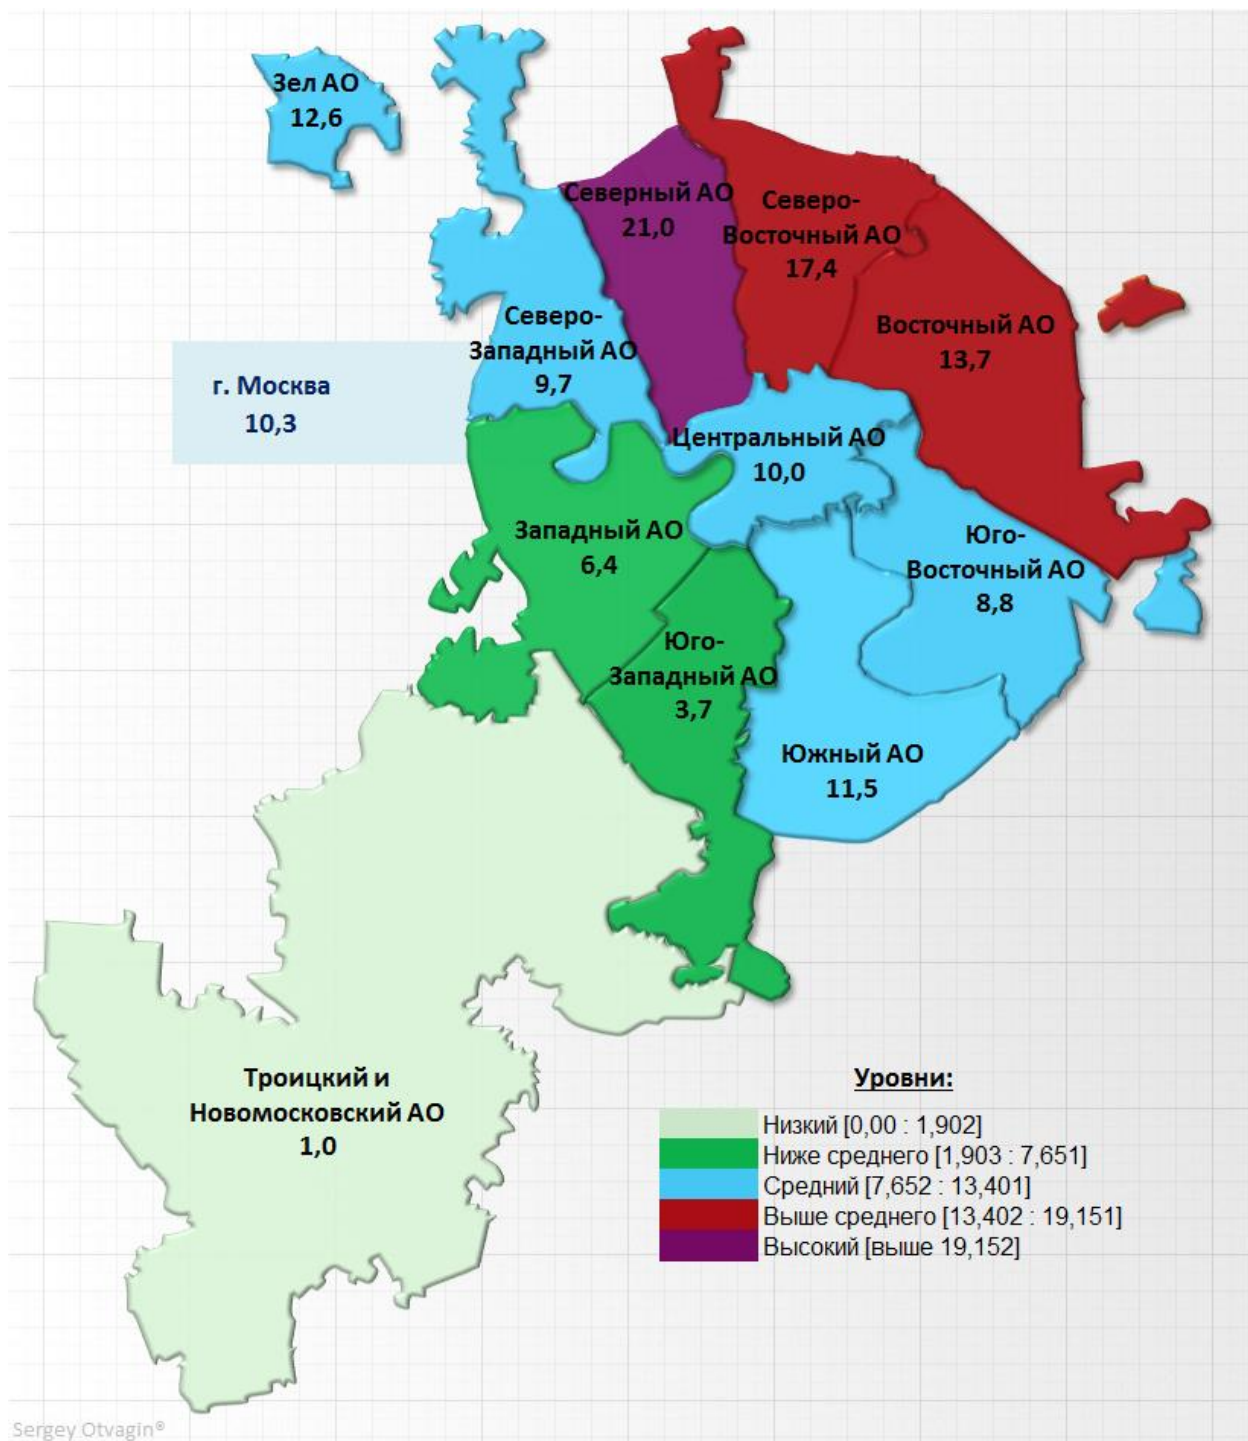 Зел АО
12,6
Северный АО
21,0
Северо-
Восточный АО
17,4
Северо-
Западный АО
9,7
Восточный АО
13,7
г. Москва
10,3
Центральный АО
10,0
Западный АО
6,4
Юго-
Восточный АО
8,8
Юго-
Западный АО
3,7
Южный АО
11,5
Троицкий и
Новомосковский АО
1,0
Уровни:
Низкий [0,00 : 1,902]
Ниже среднего [1,903 : 7,651]
Средний [7,652 : 13,401]
Выше среднего [13,402 : 19,151]
Высокий [выше 19,152]
Sergey Otvagin®